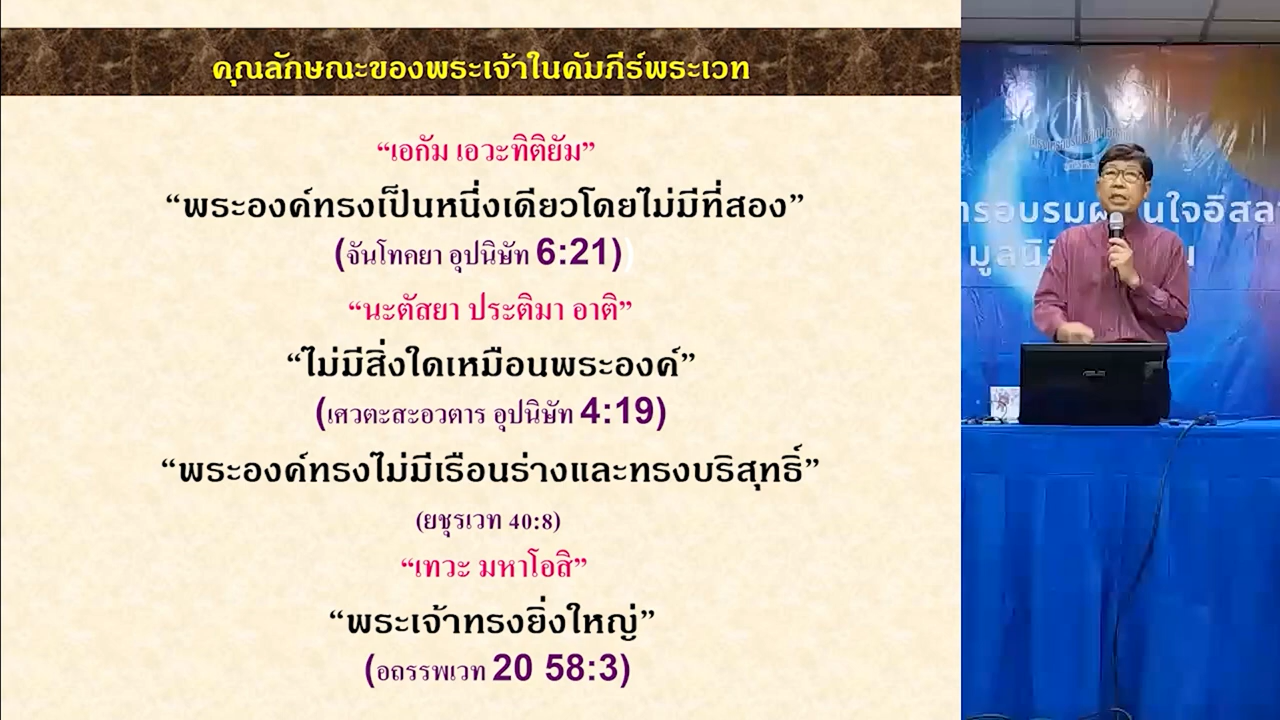 คุณลักษณะของพระเจ้าในคัมภีร์พระเวท
“เอกัม เอวะทิติยัม”
“พระองค์ทรงเป็นหนึ่งเดียวโดยไม่มีที่สอง”
(จันโทคยา อุปนิษัท 6:21)
“นะตัสยา ประติมา อาติ”
“ไม่มีสิ่งใดเหมือนพระองค์”
(เศวตะสะอวตาร อุปนิษัท 4:19)
“พระองค์ทรงไม่มีเรือนร่างและทรงบริสุทธิ์”
(ยชุรเวท 40:8)
“เทวะ มหาโอสิ”
“พระเจ้าทรงยิ่งใหญ่”
(อถรรพเวท 20 58:3)
ASUS